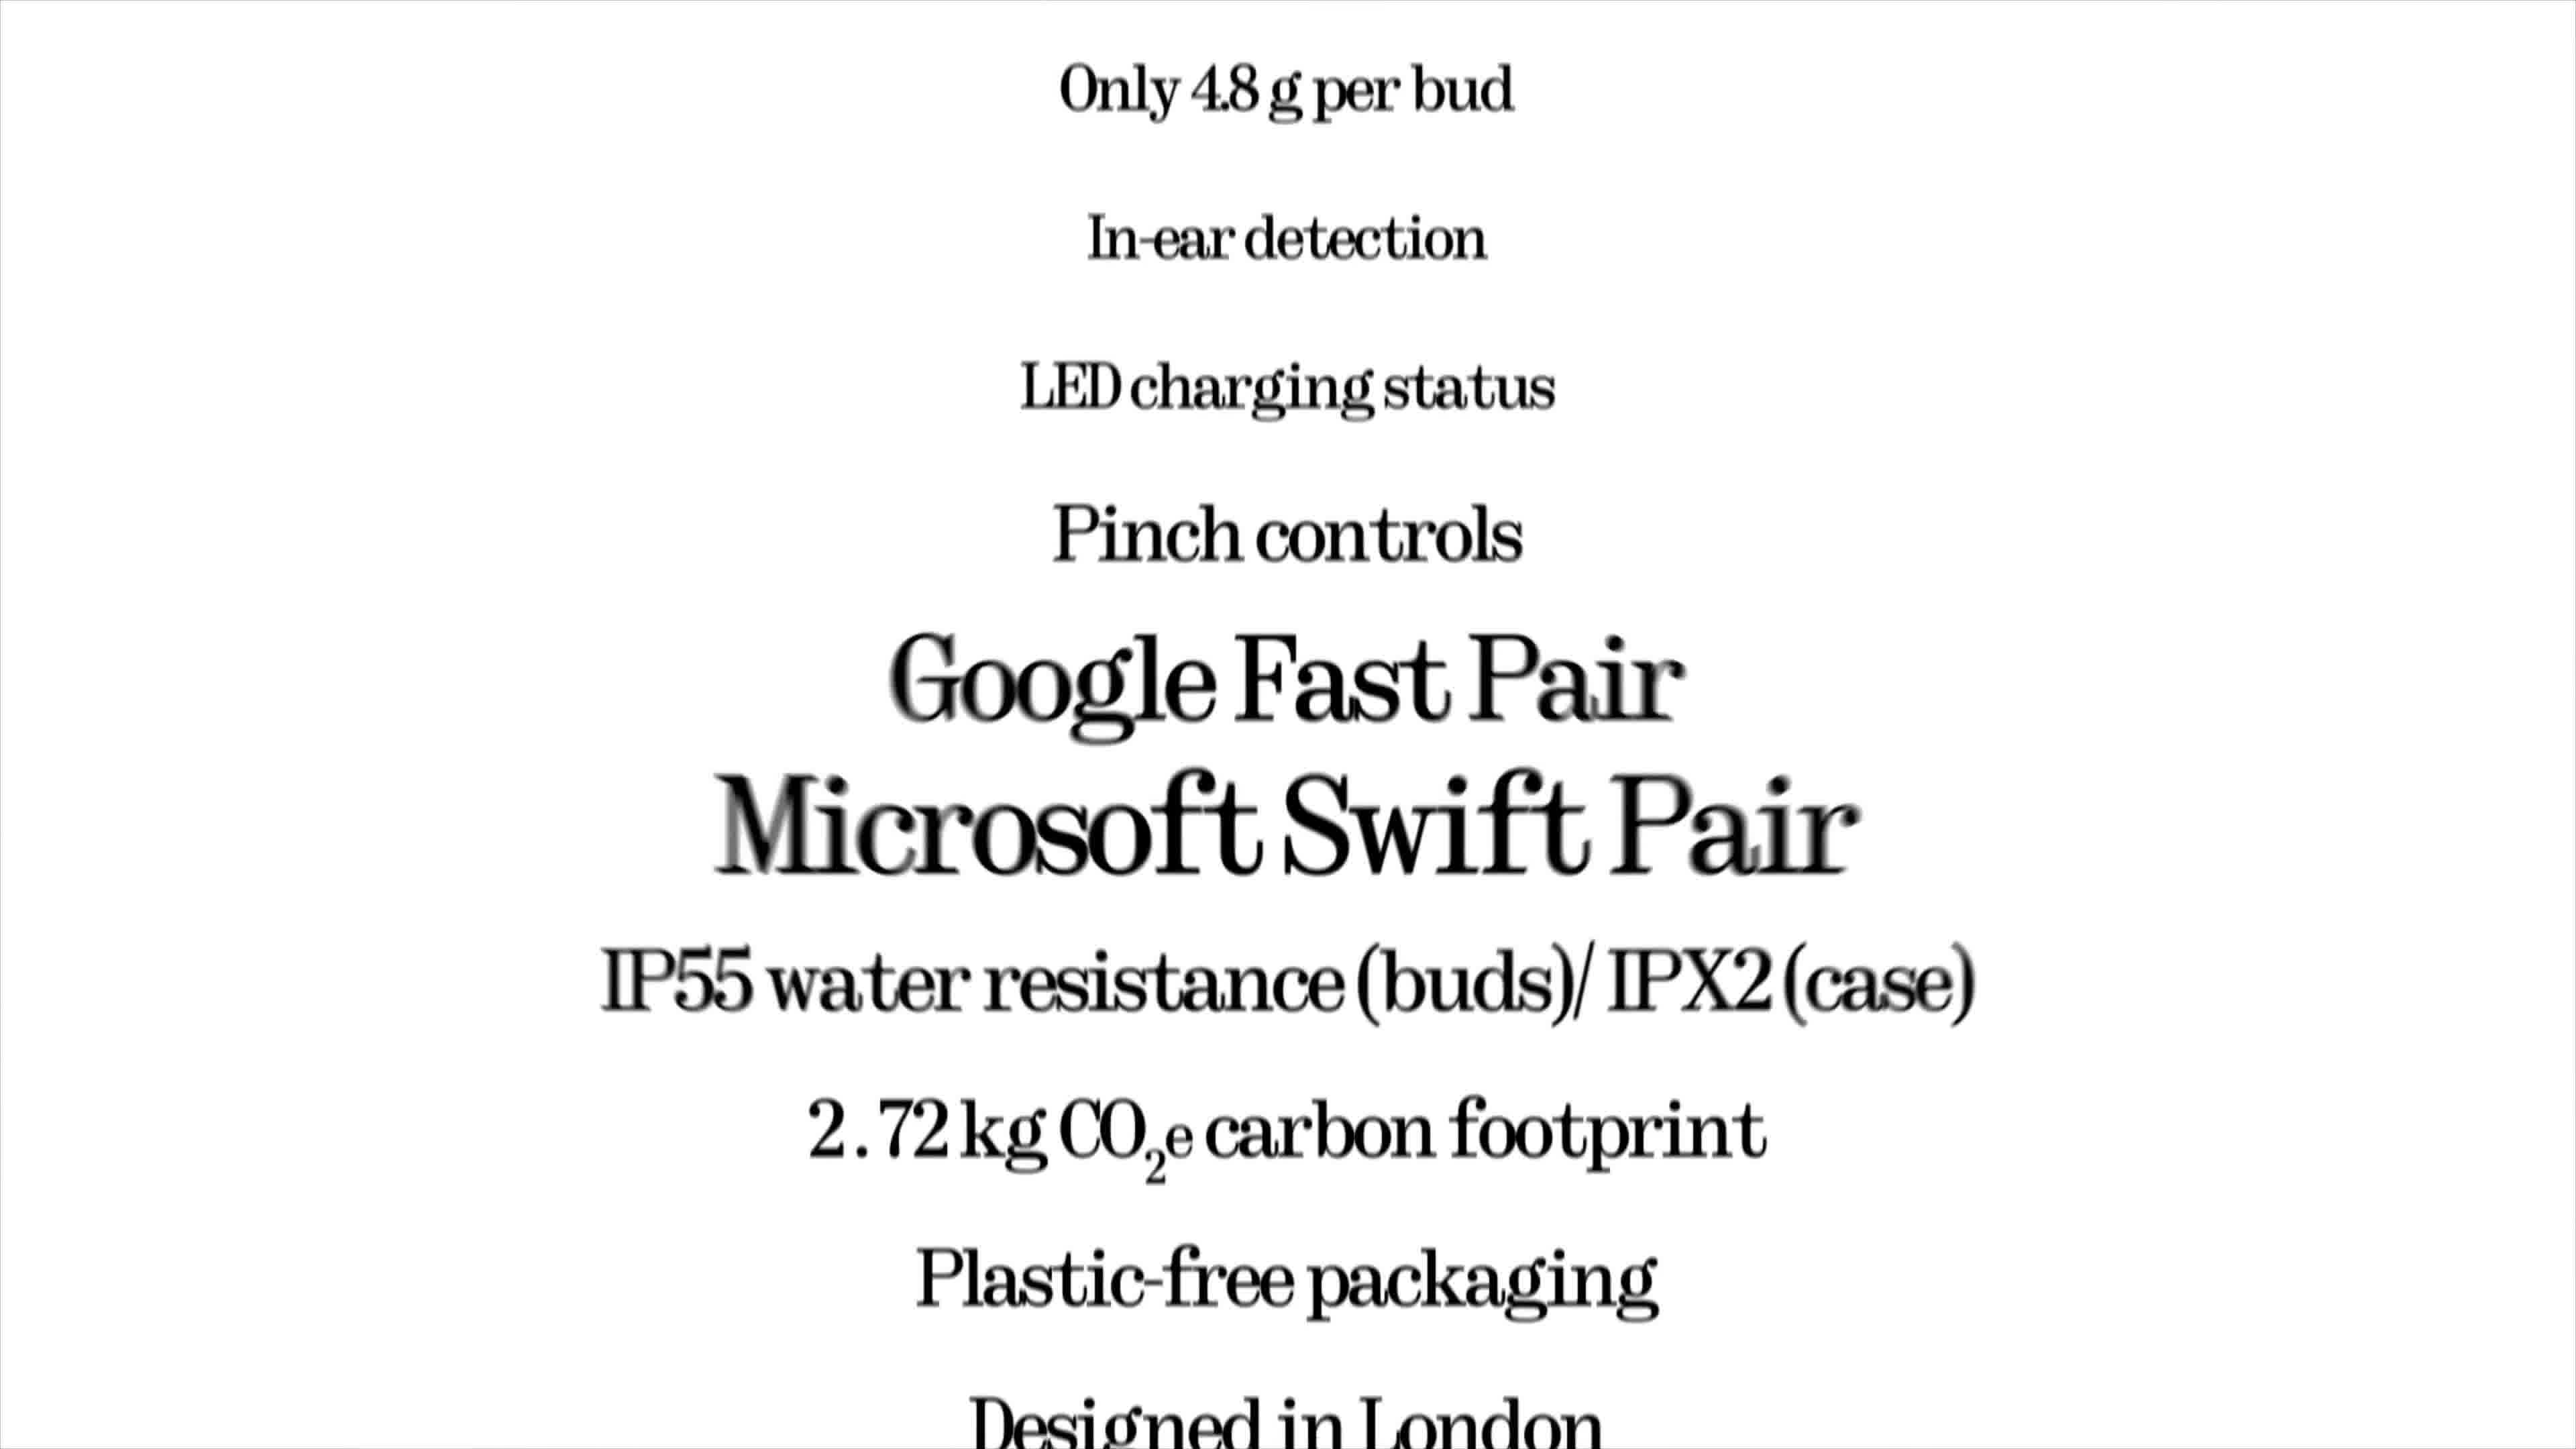 Only 4.8 g per bud
In-ear detection
LED charging status
Pinch controls
Google Fast Pair
Microsoft Swift Pair
IP55 water resistance (buds)/ IPX2 (case)
2.72 kg CO₂e carbon footprint
Plastic-free packaging
Designed in London